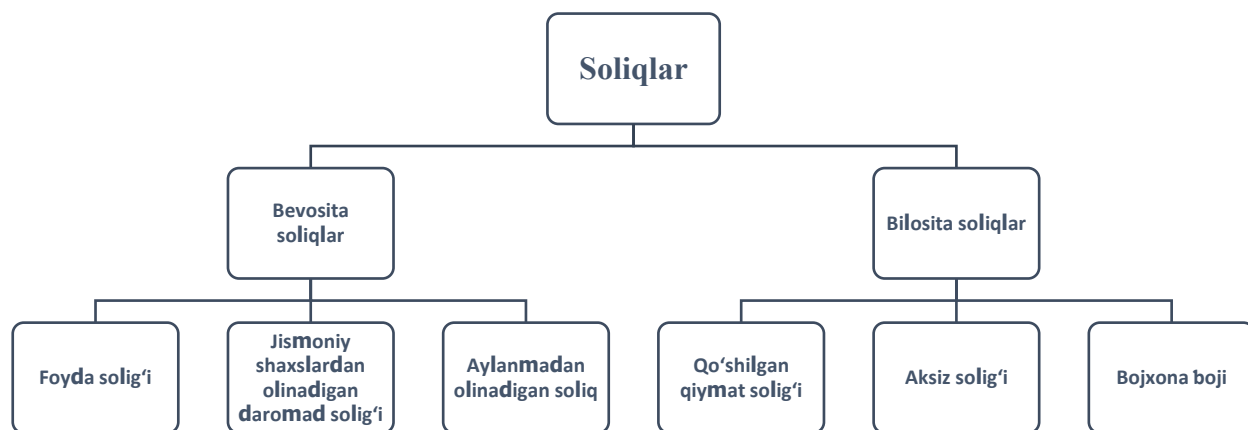 Soliqlar
Bevosita
soliqlar
Bilosita soliqlar
Foyda solig‘i
Jismoniy
shaxslardan
olinadigan
daromad solig‘i
Aylanmadan
olinadigan soliq
Qo‘shilgan
qiymat solig‘i
Aksiz solig‘i
Bojxona boji